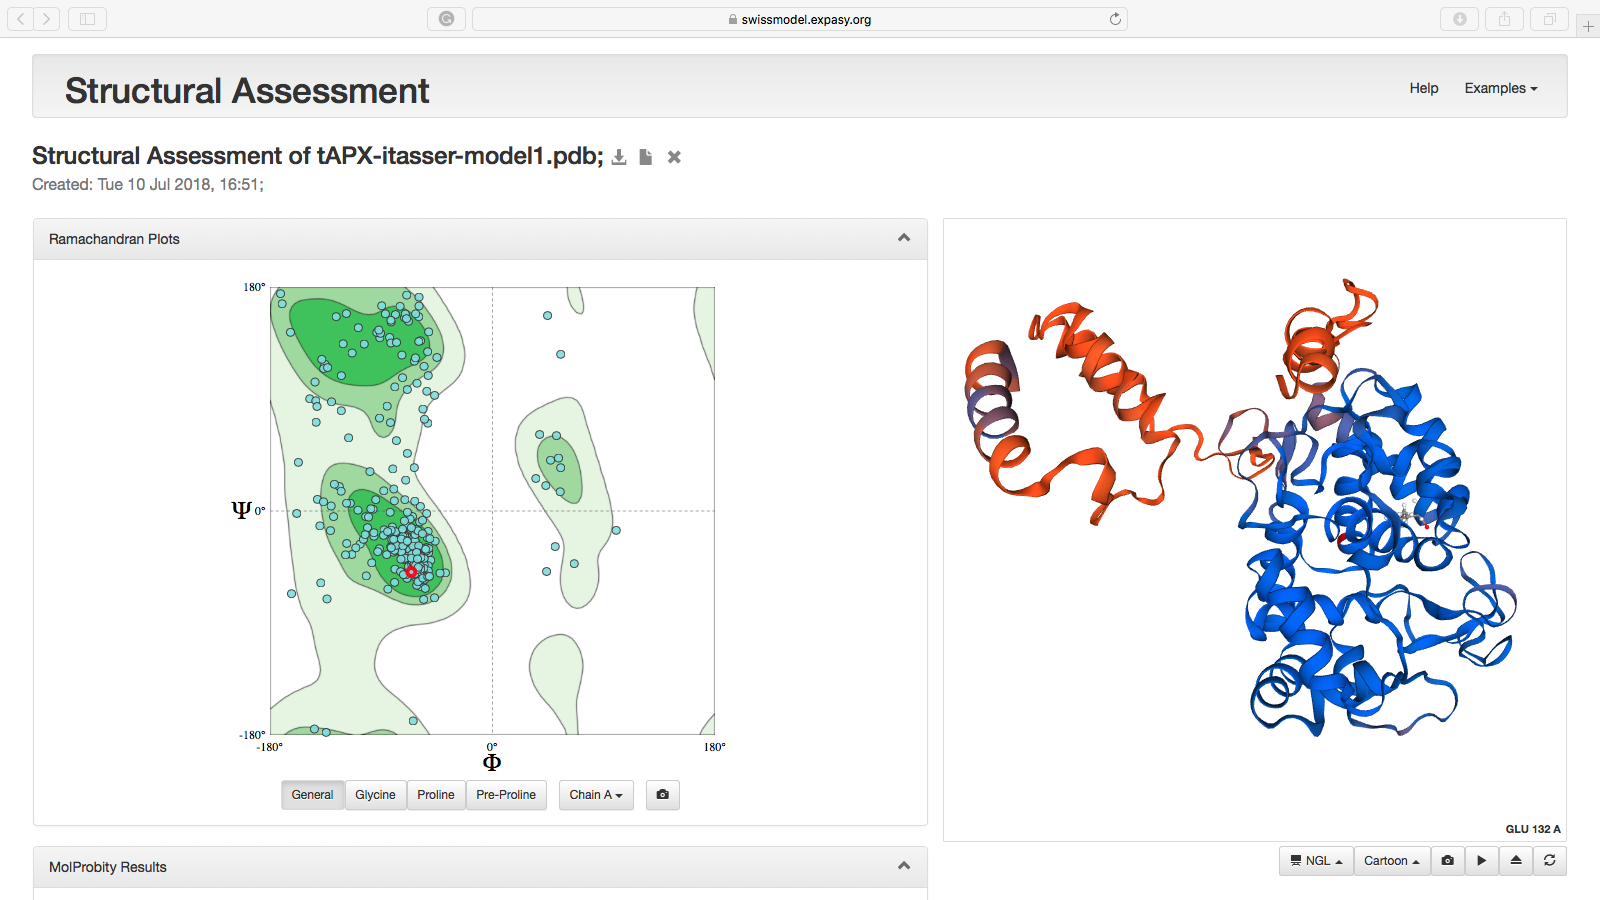 swissmodel.expasy.org
Structural Assessment
Help
Examples
Structural Assessment of tAPX-itasser-model1.pdb;
Created: Tue 10 Jul 2018, 16:51;
Ramachandran Plots
180°
Ψ 0°
-180°
-180° 0° 180°
Φ
General Glycine Proline Pre-Proline Chain A
GLU 132 A
NGL Cartoon
MolProbity Results